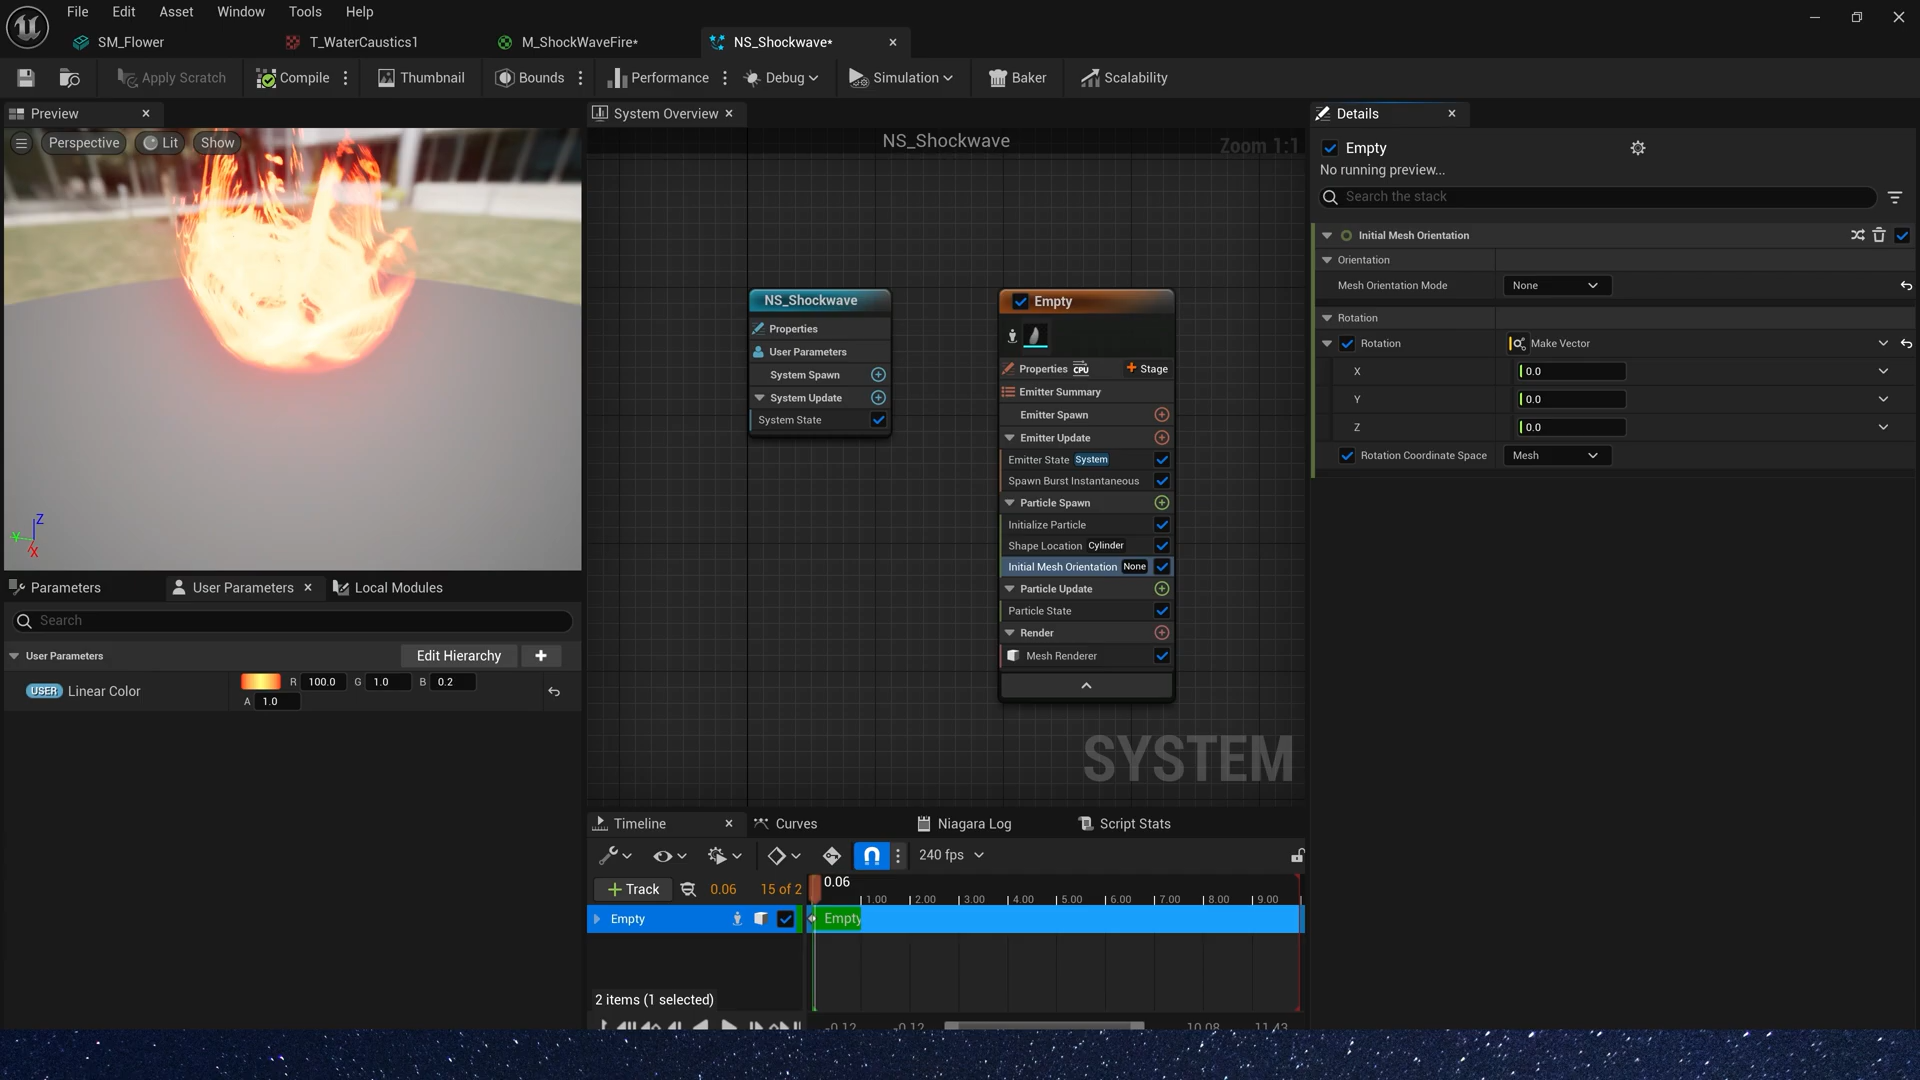 File Edit Asset Window Tools Help
SM_Flower T_WaterCaustics1 M_ShockWaveFire* NS_Shockwave*
Apply Scratch Compile Thumbnail Bounds Performance Debug Simulation Baker Scalability
Preview
Perspective Lit Show
Z
Y
X
Parameters User Parameters Local Modules
Search
User Parameters Edit Hierarchy
USER Linear Color R 100.0 G 1.0 B 0.2
A 1.0
System Overview
NS_Shockwave
Zoom 1:1
NS_Shockwave
Properties
User Parameters
System Spawn
System Update
System State
Empty
Properties CPU Stage
Emitter Summary
Emitter Spawn
Emitter Update
Emitter State System
Spawn Burst Instantaneous
Particle Spawn
Initialize Particle
Shape Location Cylinder
Initial Mesh Orientation None
Particle Update
Particle State
Render
Mesh Renderer
SYSTEM
Timeline Curves Niagara Log Script Stats
240 fps
+ Track 0.06 15 of 2
0.06
1.00 2.00 3.00 4.00 5.00 6.00 7.00 8.00 9.00
Empty Empty
2 items (1 selected)
-0.12 -0.12 10.08 11.43
Details
Empty
No running preview...
Search the stack
Initial Mesh Orientation
Orientation
Mesh Orientation Mode None
Rotation
Rotation Make Vector
X 0.0
Y 0.0
Z 0.0
Rotation Coordinate Space Mesh